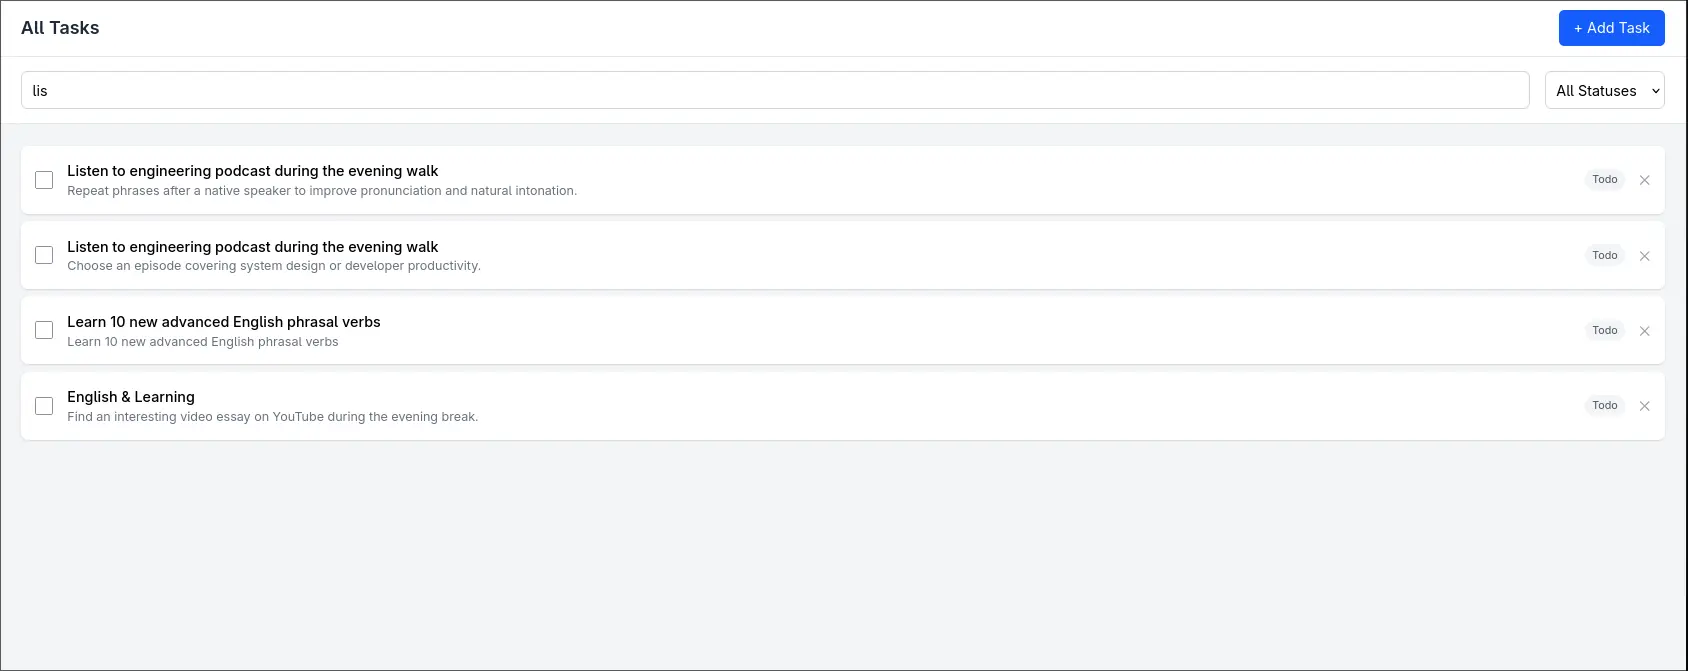 All Tasks
+ Add Task
lis
All Statuses
Listen to engineering podcast during the evening walk
Repeat phrases after a native speaker to improve pronunciation and natural intonation.
Todo
Listen to engineering podcast during the evening walk
Choose an episode covering system design or developer productivity.
Todo
Learn 10 new advanced English phrasal verbs
Learn 10 new advanced English phrasal verbs
Todo
English & Learning
Find an interesting video essay on YouTube during the evening break.
Todo